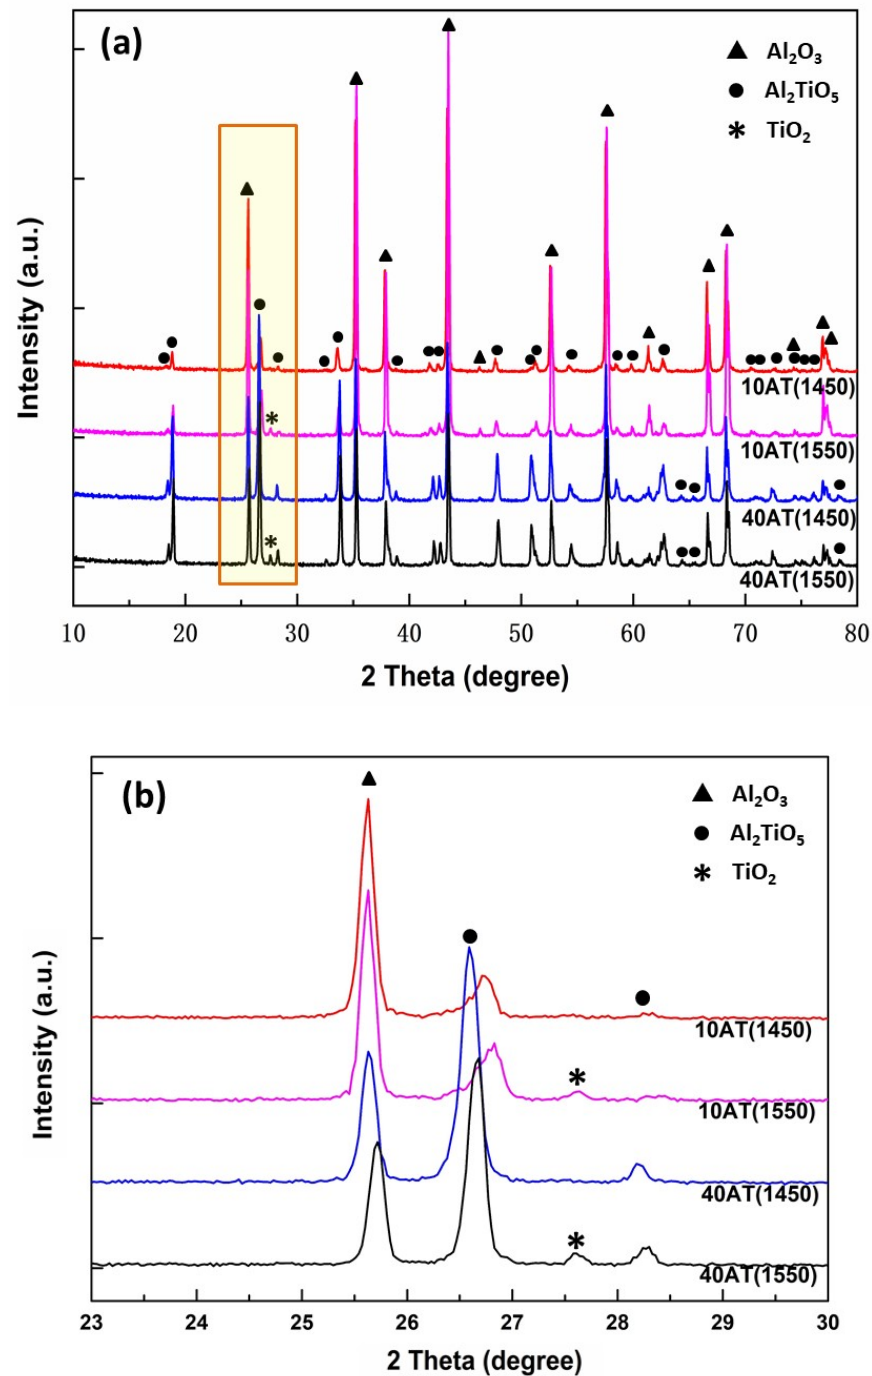 (a)
▲ Al₂O₃
● Al₂TiO₅
* TiO₂
Intensity (a.u.)
10AT(1450)
10AT(1550)
40AT(1450)
40AT(1550)
10 20 30 40 50 60 70 80
2 Theta (degree)
(b)
▲ Al₂O₃
● Al₂TiO₅
* TiO₂
Intensity (a.u.)
10AT(1450)
10AT(1550)
40AT(1450)
40AT(1550)
23 24 25 26 27 28 29 30
2 Theta (degree)